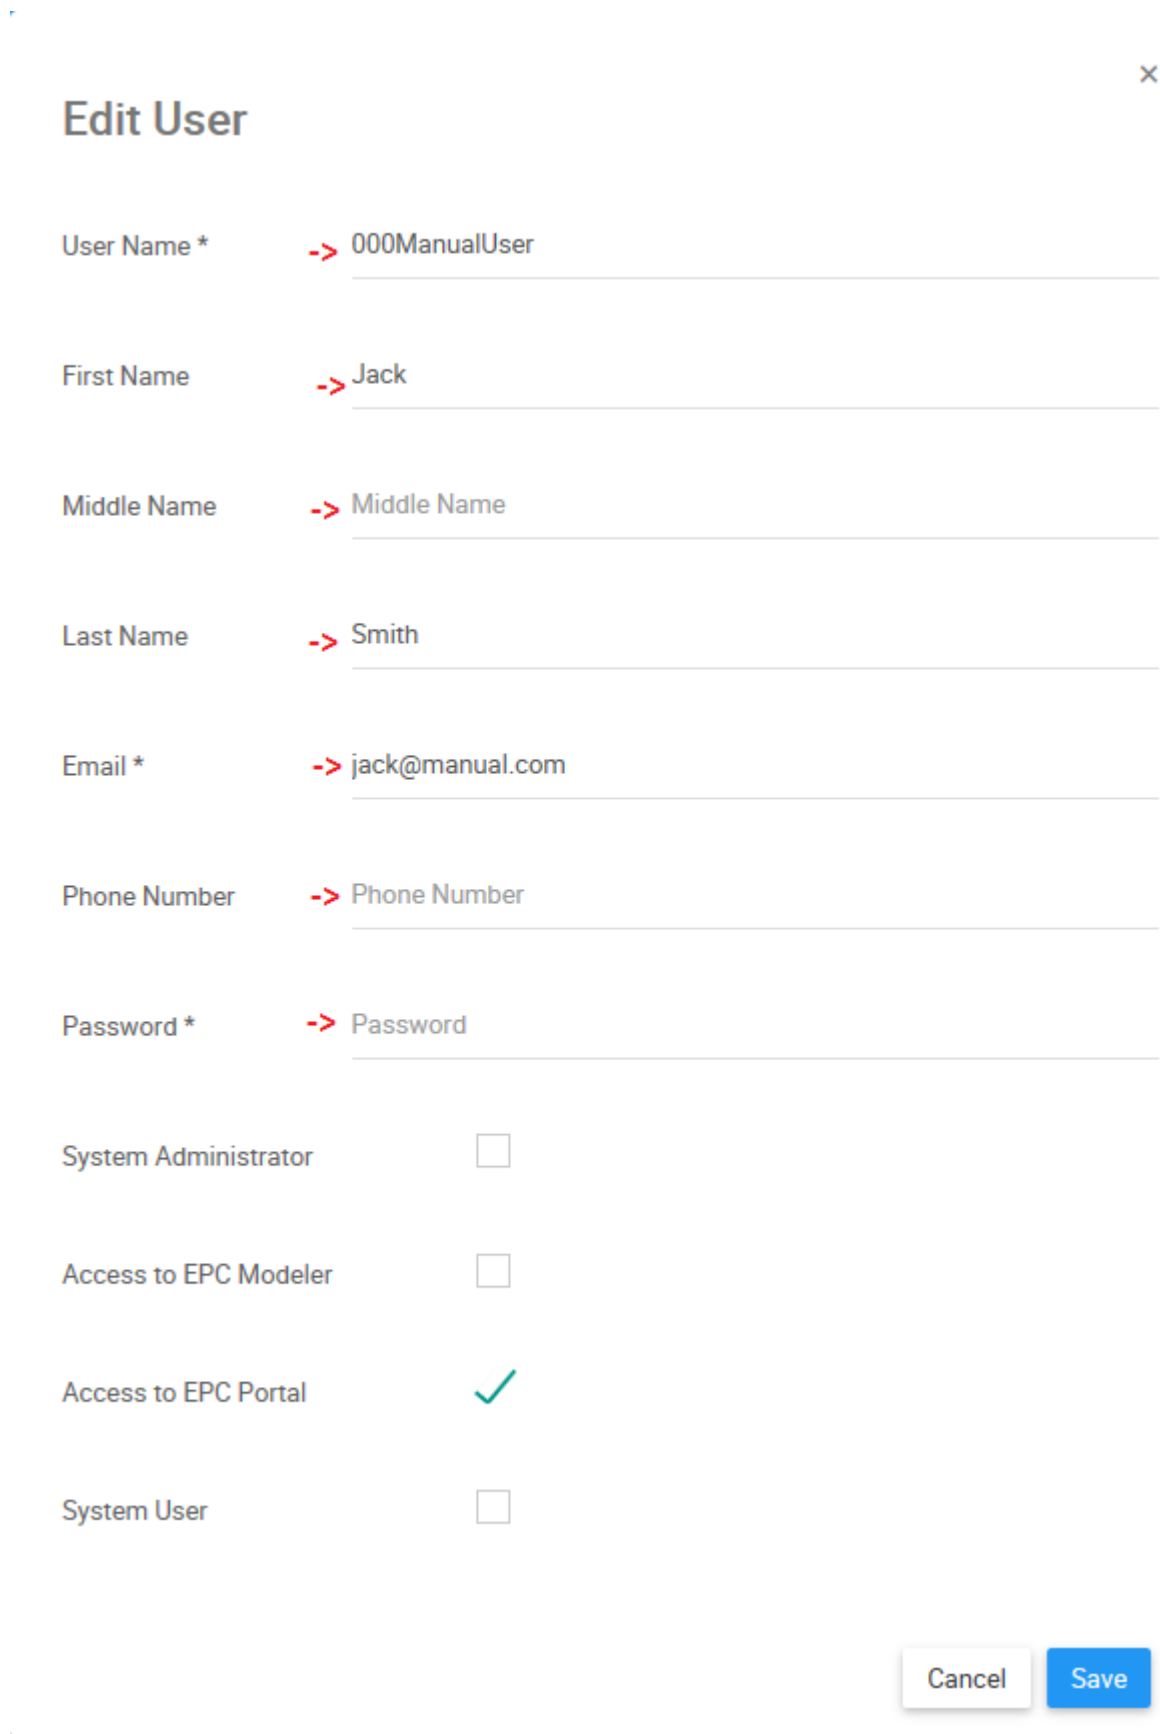 ×
Edit User
User Name * -> 000ManualUser
First Name -> Jack
Middle Name -> Middle Name
Last Name -> Smith
Email * -> jack@manual.com
Phone Number -> Phone Number
Password * -> Password
System Administrator
Access to EPC Modeler
Access to EPC Portal
System User
Cancel Save